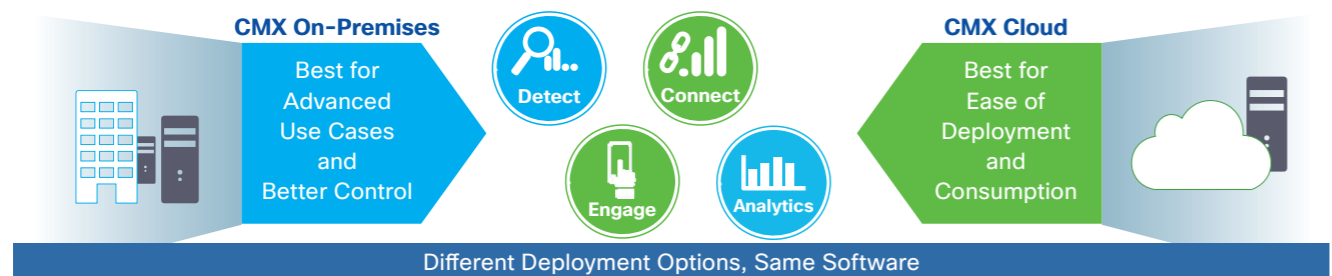 CMX On-Premises
Best for
Advanced
Use Cases
and
Better Control
Detect
Connect
Engage
Analytics
CMX Cloud
Best for
Ease of
Deployment
and
Consumption
Different Deployment Options, Same Software